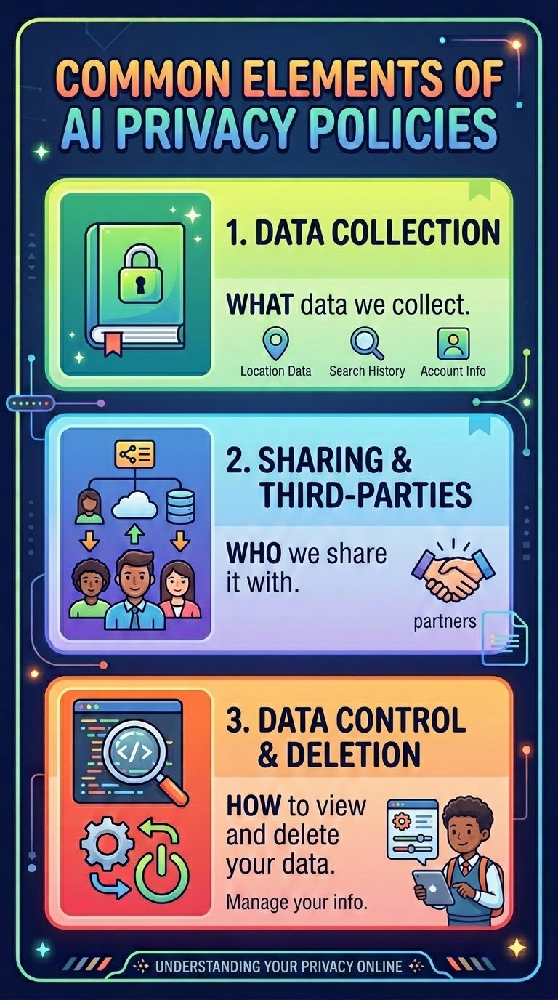 COMMON ELEMENTS OF
AI PRIVACY POLICIES
1. DATA COLLECTION
WHAT data we collect.
Location Data
Search History
Account Info
2. SHARING &
THIRD-PARTIES
WHO we share
it with.
partners
3. DATA CONTROL
& DELETION
</>
HOW to view
and delete
your data.
Manage your info.
UNDERSTANDING YOUR PRIVACY ONLINE